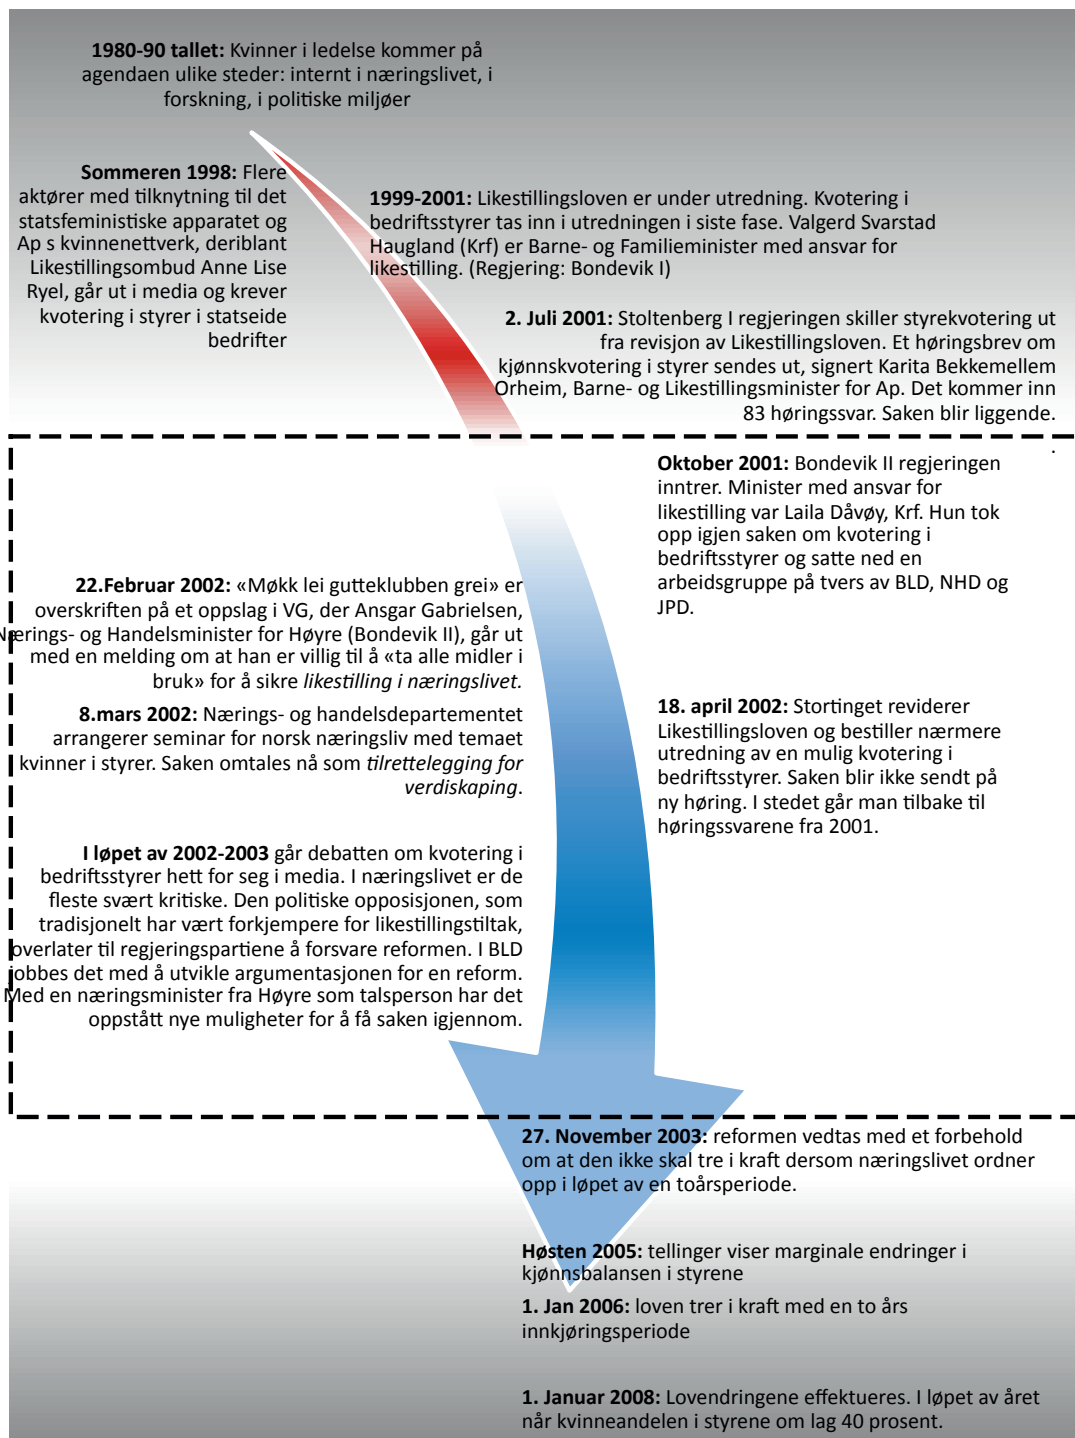 1980-90 tallet: Kvinner i ledelse kommer på
agendaen ulike steder: internt i næringslivet, i
forskning, i politiske miljøer
Sommeren 1998: Flere
aktører med tilknytning til det
statsfeministiske apparatet og
Ap s kvinnenettverk, deriblant
Likestillingsombud Anne Lise
Ryel, går ut i media og krever
kvotering i styrer i statseide
bedrifter
1999-2001: Likestillingsloven er under utredning. Kvotering i
bedriftsstyrer tas inn i utredningen i siste fase. Valgerd Svarstad
Haugland (Krf) er Barne- og Familieminister med ansvar for
likestilling. (Regjering: Bondevik I)
2. Juli 2001: Stoltenberg I regjeringen skiller styrekvotering ut
fra revisjon av Likestillingsloven. Et høringsbrev om
kjønnskvotering i styrer sendes ut, signert Karita Bekkemellem
Orheim, Barne- og Likestillingsminister for Ap. Det kommer inn
83 høringssvar. Saken blir liggende.
.
Oktober 2001: Bondevik II regjeringen
inntrer. Minister med ansvar for
likestilling var Laila Dåvøy, Krf. Hun tok
opp igjen saken om kvotering i
bedriftsstyrer og satte ned en
arbeidsgruppe på tvers av BLD, NHD og
JPD.
22.Februar 2002: «Møkk lei gutteklubben grei» er
overskriften på et oppslag i VG, der Ansgar Gabrielsen,
Nærings- og Handelsminister for Høyre (Bondevik II), går ut
med en melding om at han er villig til å «ta alle midler i
bruk» for å sikre likestilling i næringslivet.
8.mars 2002: Nærings- og handelsdepartementet
arrangerer seminar for norsk næringsliv med temaet
kvinner i styrer. Saken omtales nå som tilrettelegging for
verdiskaping.
18. april 2002: Stortinget reviderer
Likestillingsloven og bestiller nærmere
utredning av en mulig kvotering i
bedriftsstyrer. Saken blir ikke sendt på
ny høring. I stedet går man tilbake til
høringssvarene fra 2001.
I løpet av 2002-2003 går debatten om kvotering i
bedriftsstyrer hett for seg i media. I næringslivet er de
fleste svært kritiske. Den politiske opposisjonen, som
tradisjonelt har vært forkjempere for likestillingstiltak,
overlater til regjeringspartiene å forsvare reformen. I BLD
jobbes det med å utvikle argumentasjonen for en reform.
Med en næringsminister fra Høyre som talsperson har det
oppstått nye muligheter for å få saken igjennom.
27. November 2003: reformen vedtas med et forbehold
om at den ikke skal tre i kraft dersom næringslivet ordner
opp i løpet av en toårsperiode.
Høsten 2005: tellinger viser marginale endringer i
kjønnsbalansen i styrene
1. Jan 2006: loven trer i kraft med en to års
innkjøringsperiode
1. Januar 2008: Lovendringene effektueres. I løpet av året
når kvinneandelen i styrene om lag 40 prosent.